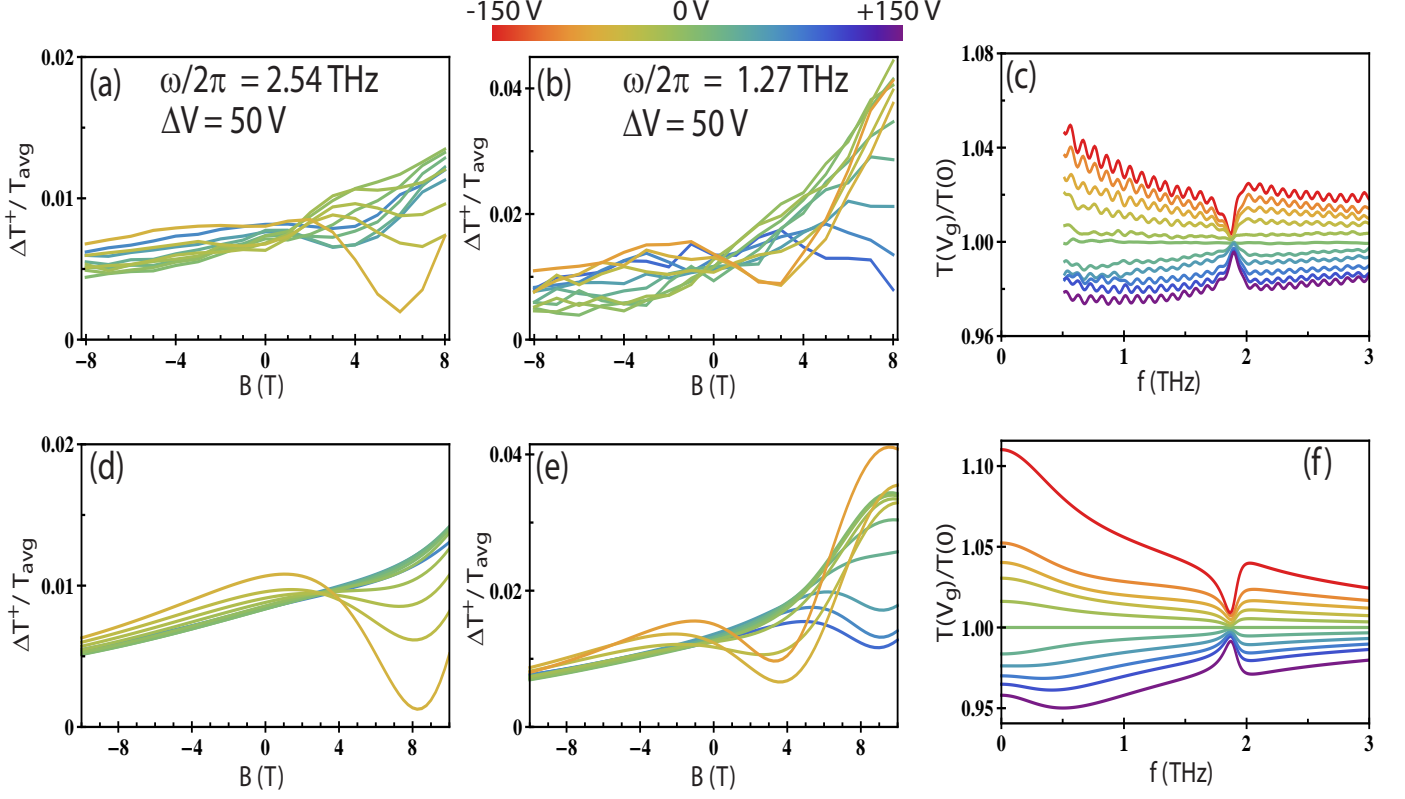 -150 V 0 V +150 V
(a)
ω/2π = 2.54 THz
ΔV = 50 V
0.02
0.01
0
ΔT⁺/ T_avg
−8 −4 0 4 8
B (T)
(b)
ω/2π = 1.27 THz
ΔV = 50 V
0.04
0.02
0
ΔT⁺/ T_avg
−8 −4 0 4 8
B (T)
(c)
1.08
1.04
1.00
0.96
T(V_g)/T(0)
0 1 2 3
f (THz)
(d)
0.02
0.01
0
ΔT⁺/ T_avg
−8 −4 0 4 8
B (T)
(e)
0.04
0.02
0
ΔT⁺/ T_avg
−8 −4 0 4 8
B (T)
(f)
1.10
1.05
1.00
0.95
T(V_g)/T(0)
0 1 2 3
f (THz)